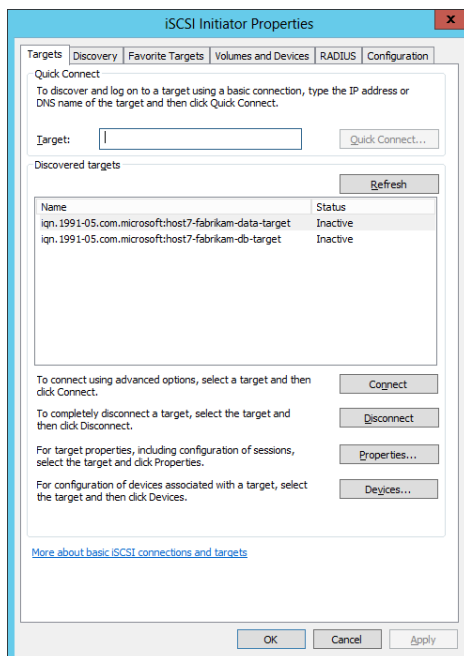 iSCSI Initiator Properties
x
Targets Discovery Favorite Targets Volumes and Devices RADIUS Configuration
Quick Connect
To discover and log on to a target using a basic connection, type the IP address or
DNS name of the target and then click Quick Connect.
Target:
Quick Connect...
Discovered targets
Refresh
Name Status
iqn.1991-05.com.microsoft:host7-fabrikam-data-target Inactive
iqn.1991-05.com.microsoft:host7-fabrikam-db-target Inactive
To connect using advanced options, select a target and then
click Connect.
Connect
To completely disconnect a target, select the target and
then click Disconnect.
Disconnect
For target properties, including configuration of sessions,
select the target and click Properties.
Properties...
For configuration of devices associated with a target, select
the target and then click Devices.
Devices...
More about basic iSCSI connections and targets
OK Cancel Apply